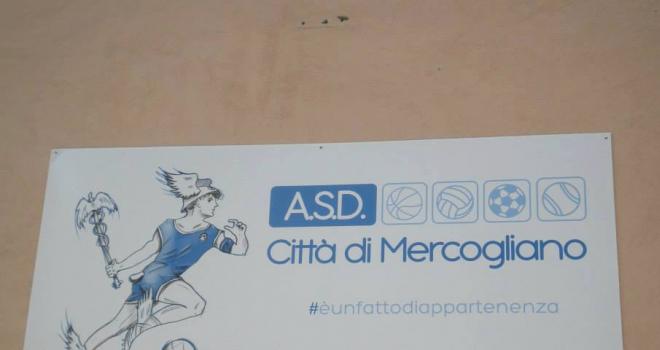 A.S.D.
Città di Mercogliano
#èunfattodiappartenenza